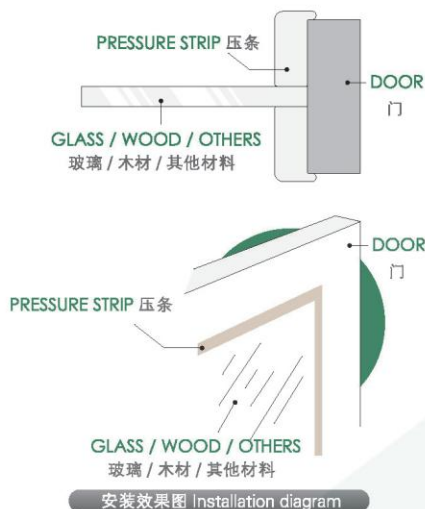 PRESSURE STRIP 压条
DOOR
门
GLASS / WOOD / OTHERS
玻璃 / 木材 / 其他材料
DOOR
门
PRESSURE STRIP 压条
GLASS / WOOD / OTHERS
玻璃 / 木材 / 其他材料
安装效果图 Installation diagram